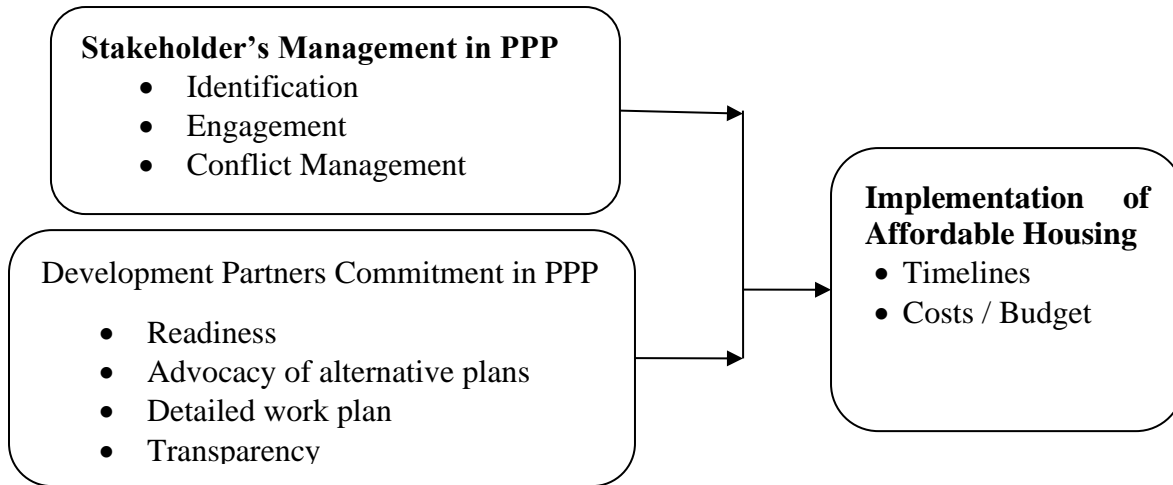 Stakeholder’s Management in PPP
• Identification
• Engagement
• Conflict Management
Development Partners Commitment in PPP
• Readiness
• Advocacy of alternative plans
• Detailed work plan
• Transparency
Implementation of
Affordable Housing
• Timelines
• Costs / Budget